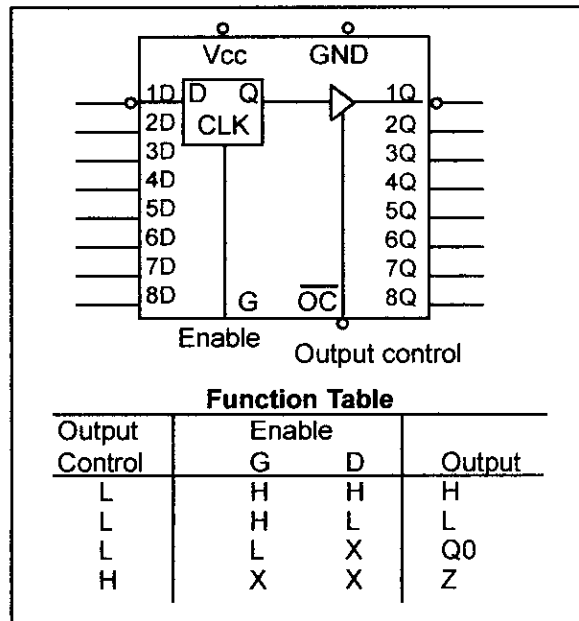 Vcc GND
1D D Q 1Q
2D CLK 2Q
3D 3Q
4D 4Q
5D 5Q
6D 6Q
7D 7Q
8D G OC 8Q
Enable
Output control
Function Table
Output Enable
Control G D Output
L H H H
L H L L
L L X Q0
H X X Z